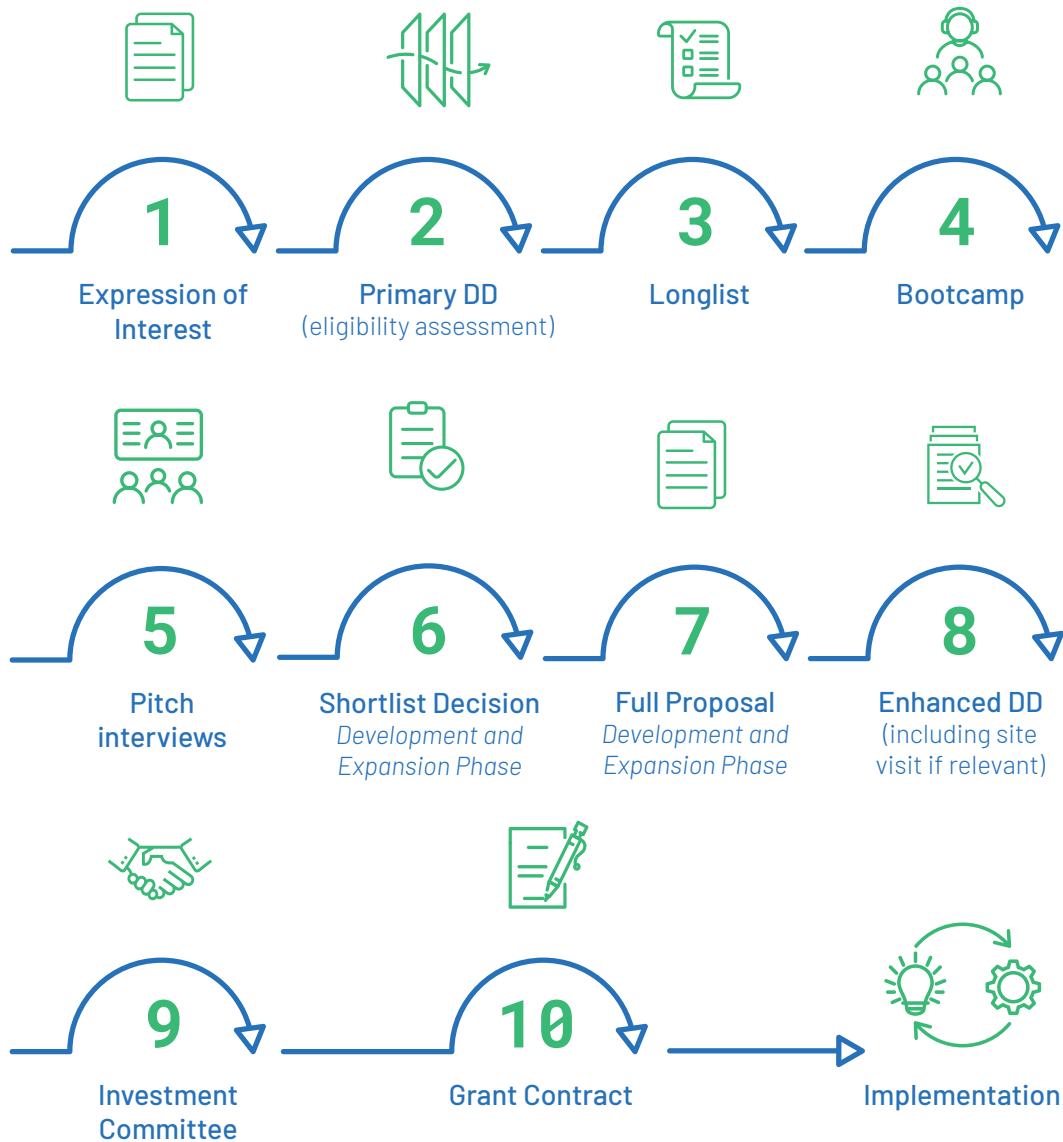 1
Expression of
Interest
2
Primary DD
(eligibility assessment)
3
Longlist
4
Bootcamp
5
Pitch
interviews
6
Shortlist Decision
Development and
Expansion Phase
7
Full Proposal
Development and
Expansion Phase
8
Enhanced DD
(including site
visit if relevant)
9
Investment
Committee
10
Grant Contract
Implementation